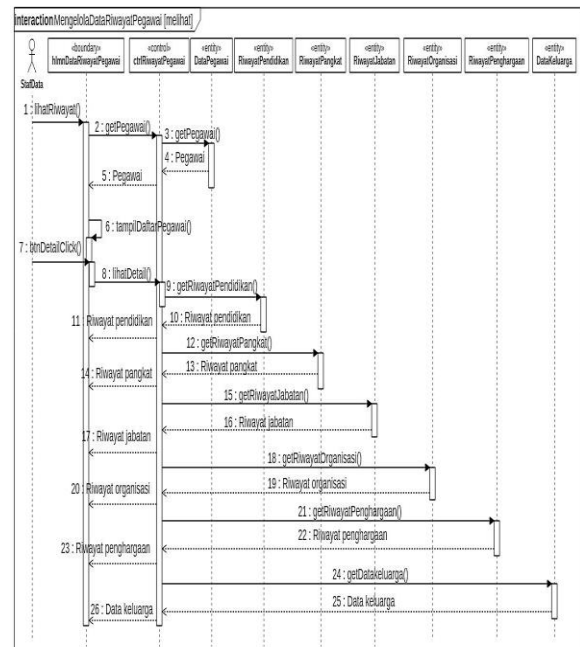 interaction MengelolaDataRiwayatPegawai [melihat]
«boundary» «control» «entity» «entity» «entity» «entity» «entity» «entity» «entity»
hlmnDataRiwayatPegawai ctrlRiwayatPegawai DataPegawai RiwayatPendidikan RiwayatPangkat RiwayatJabatan RiwayatOrganisasi RiwayatPenghargaan DataKeluarga
StafData
1 : lihatRiwayat()
2 : getPegawai()
3 : getPegawai()
4 : Pegawai
5 : Pegawai
6 : tampilDaftarPegawai()
7 : btnDetailClick()
8 : lihatDetail()
9 : getRiwayatPendidikan()
10 : Riwayat pendidikan
11 : Riwayat pendidikan
12 : getRiwayatPangkat()
13 : Riwayat pangkat
14 : Riwayat pangkat
15 : getRiwayatJabatan()
16 : Riwayat jabatan
17 : Riwayat jabatan
18 : getRiwayatOrganisasi()
19 : Riwayat organisasi
20 : Riwayat organisasi
21 : getRiwayatPenghargaan()
22 : Riwayat penghargaan
23 : Riwayat penghargaan
24 : getDatakeluarga()
25 : Data keluarga
26 : Data keluarga